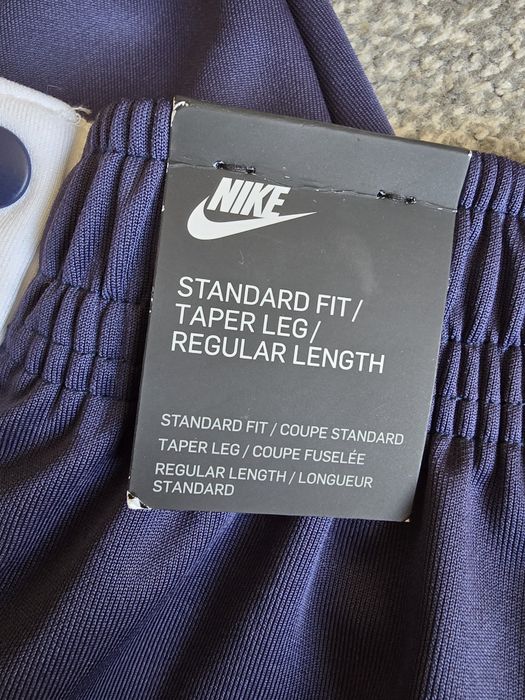 NIKE
STANDARD FIT/
TAPER LEG/
REGULAR LENGTH
STANDARD FIT / COUPE STANDARD
TAPER LEG / COUPE FUSELÉE
REGULAR LENGTH / LONGUEUR
STANDARD